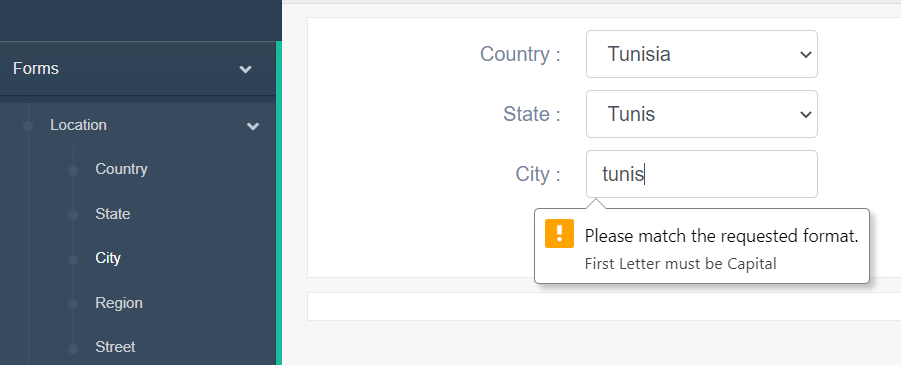 Forms
Location
Country
State
City
Region
Street
Country : Tunisia
State : Tunis
City : tunis
Please match the requested format.
First Letter must be Capital